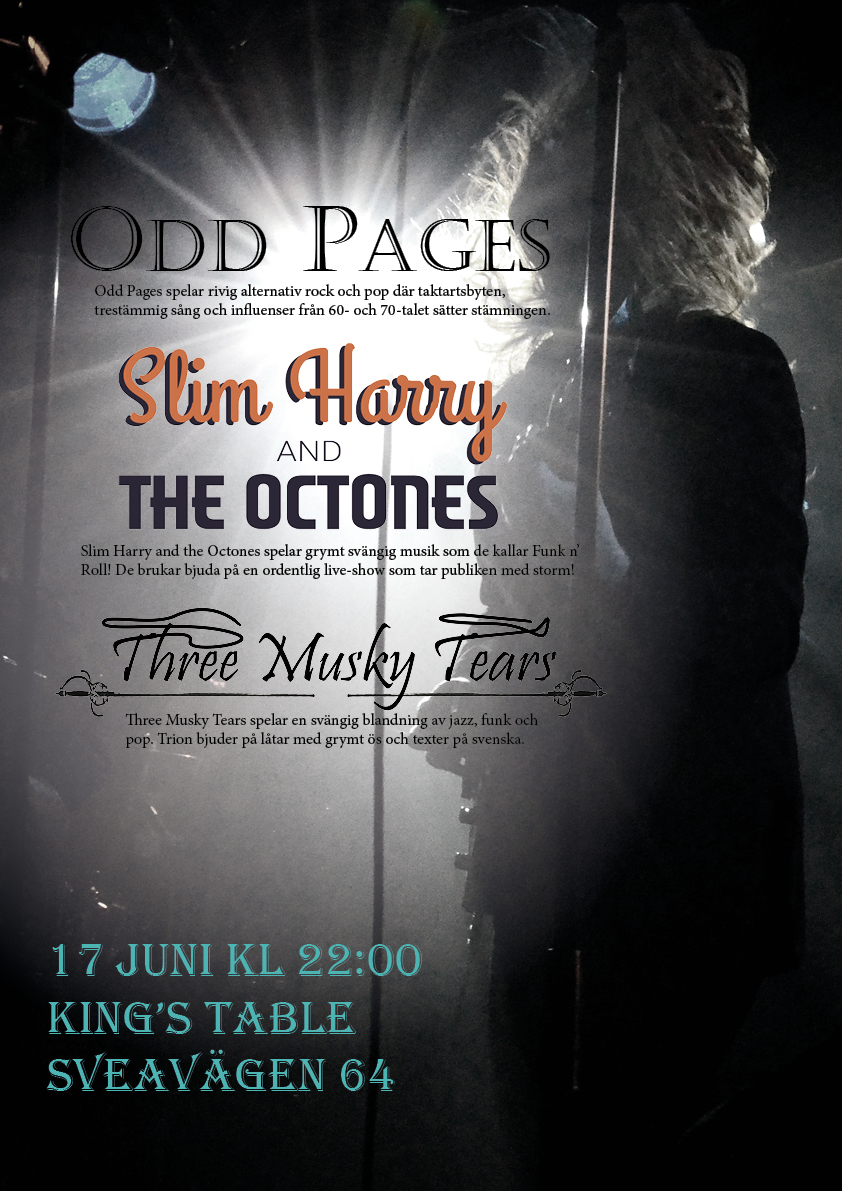 ODD PAGES
Odd Pages spelar rivig alternativ rock och pop där taktartsbyten,
trestämmig sång och influenser från 60- och 70-talet sätter stämningen.
Slim Harry
AND
THE OCTONES
Slim Harry and the Octones spelar grymt svängig musik som de kallar Funk n’
Roll! De brukar bjuda på en ordentlig live-show som tar publiken med storm!
Three Musky Tears
Three Musky Tears spelar en svängig blandning av jazz, funk och
pop. Trion bjuder på låtar med grymt ös och texter på svenska.
17 JUNI KL 22:00
KING’S TABLE
SVEAVÄGEN 64